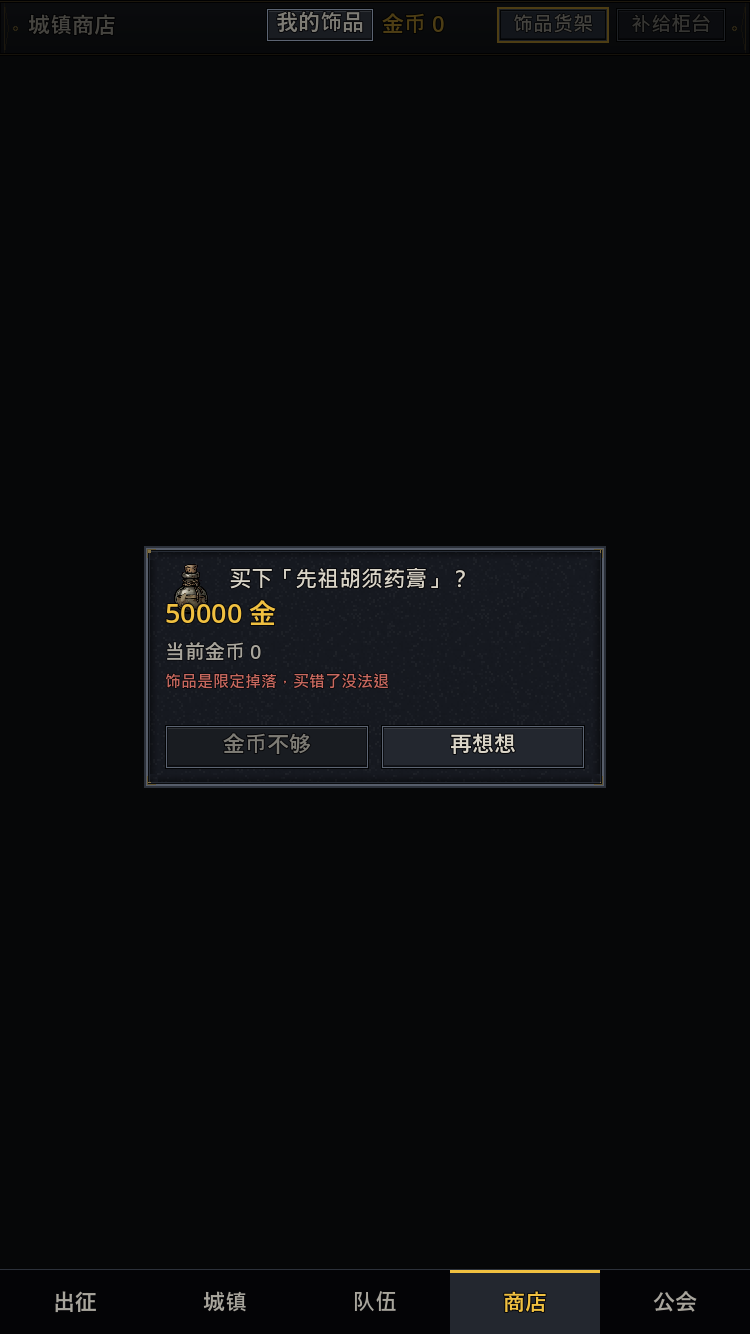 城镇商店 我的饰品 金币 0 饰品货架 补给柜台
买下「先祖胡须药膏」？
50000 金
当前金币 0
饰品是限定掉落 · 买错了没法退
金币不够 再想想
出征 城镇 队伍 商店 公会